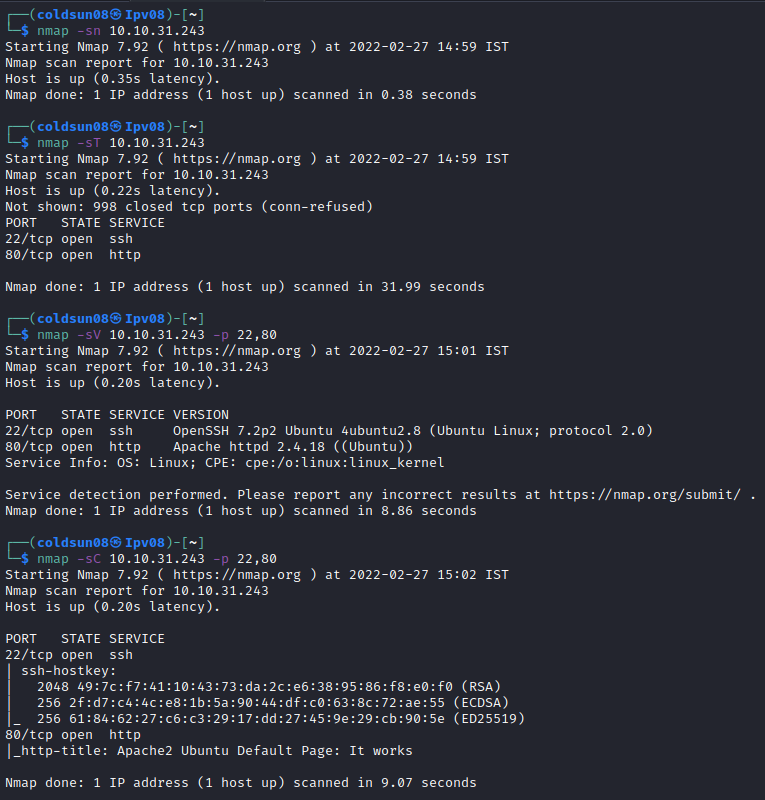 ┌──(coldsun08㉿Ipv08)-[~]
└─$ nmap -sn 10.10.31.243
Starting Nmap 7.92 ( https://nmap.org ) at 2022-02-27 14:59 IST
Nmap scan report for 10.10.31.243
Host is up (0.35s latency).
Nmap done: 1 IP address (1 host up) scanned in 0.38 seconds
┌──(coldsun08㉿Ipv08)-[~]
└─$ nmap -sT 10.10.31.243
Starting Nmap 7.92 ( https://nmap.org ) at 2022-02-27 14:59 IST
Nmap scan report for 10.10.31.243
Host is up (0.22s latency).
Not shown: 998 closed tcp ports (conn-refused)
PORT   STATE SERVICE
22/tcp open  ssh
80/tcp open  http
Nmap done: 1 IP address (1 host up) scanned in 31.99 seconds
┌──(coldsun08㉿Ipv08)-[~]
└─$ nmap -sV 10.10.31.243 -p 22,80
Starting Nmap 7.92 ( https://nmap.org ) at 2022-02-27 15:01 IST
Nmap scan report for 10.10.31.243
Host is up (0.20s latency).
PORT   STATE SERVICE VERSION
22/tcp open  ssh     OpenSSH 7.2p2 Ubuntu 4ubuntu2.8 (Ubuntu Linux; protocol 2.0)
80/tcp open  http    Apache httpd 2.4.18 ((Ubuntu))
Service Info: OS: Linux; CPE: cpe:/o:linux:linux_kernel
Service detection performed. Please report any incorrect results at https://nmap.org/submit/ .
Nmap done: 1 IP address (1 host up) scanned in 8.86 seconds
┌──(coldsun08㉿Ipv08)-[~]
└─$ nmap -sC 10.10.31.243 -p 22,80
Starting Nmap 7.92 ( https://nmap.org ) at 2022-02-27 15:02 IST
Nmap scan report for 10.10.31.243
Host is up (0.20s latency).
PORT   STATE SERVICE
22/tcp open  ssh
| ssh-hostkey:
|   2048 49:7c:f7:41:10:43:73:da:2c:e6:38:95:86:f8:e0:f0 (RSA)
|   256 2f:d7:c4:4c:e8:1b:5a:90:44:df:c0:63:8c:72:ae:55 (ECDSA)
|_  256 61:84:62:27:c6:c3:29:17:dd:27:45:9e:29:cb:90:5e (ED25519)
80/tcp open  http
|_http-title: Apache2 Ubuntu Default Page: It works
Nmap done: 1 IP address (1 host up) scanned in 9.07 seconds